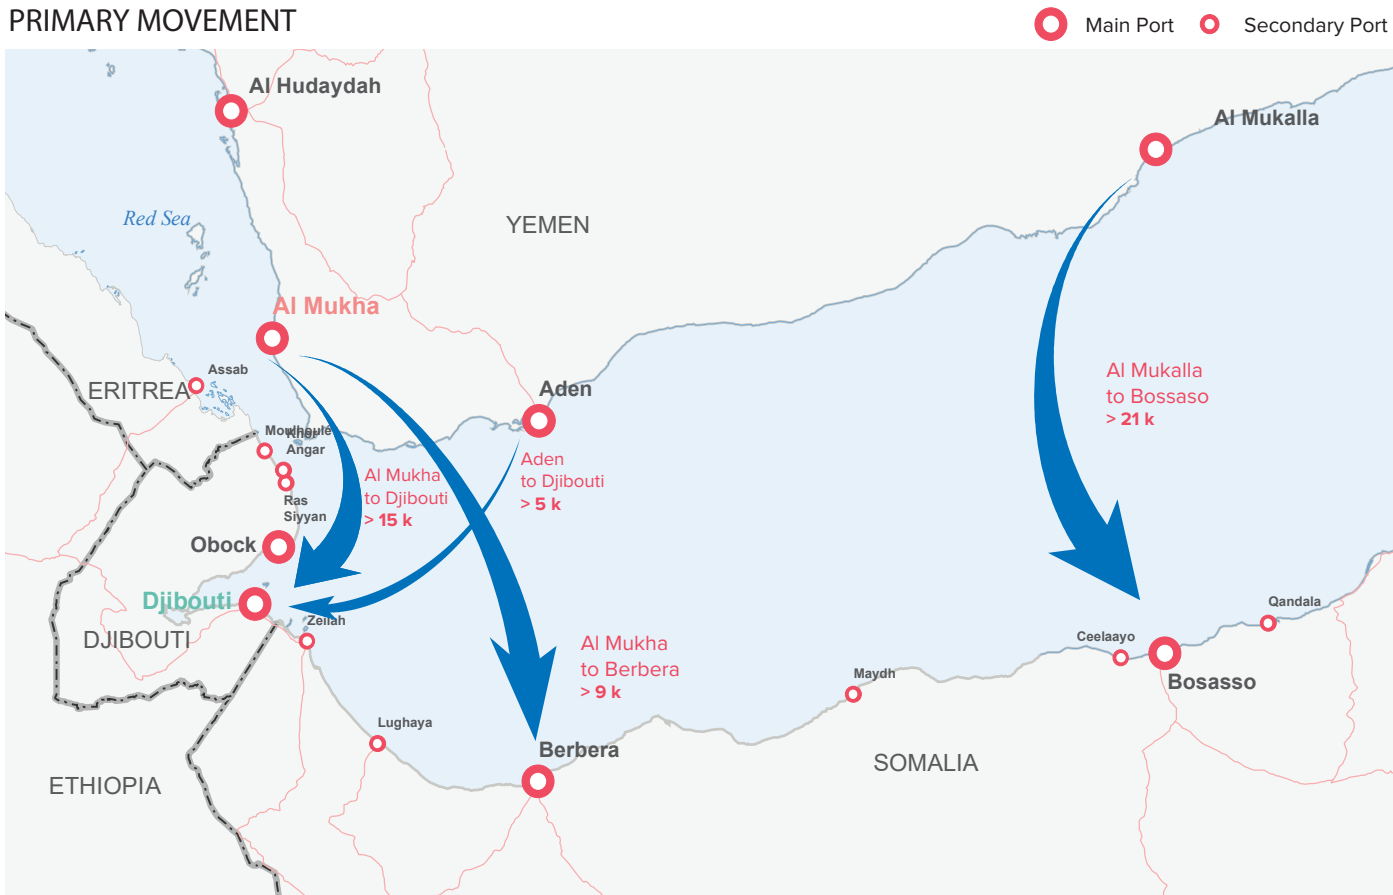 PRIMARY MOVEMENT
Main Port
Secondary Port
Al Hudaydah
Al Mukalla
Red Sea
YEMEN
Al Mukha
Assab
ERITREA
Aden
Al Mukalla
to Bossaso
> 21 k
Moulhoulé
Khor
Angar
Al Mukha
to Djibouti
> 15 k
Aden
to Djibouti
> 5 k
Ras
Siyyan
Obock
Djibouti
DJIBOUTI
Zeilah
Qandala
Ceelaayo
Al Mukha
to Berbera
> 9 k
Maydh
Bosasso
Lughaya
Berbera
SOMALIA
ETHIOPIA